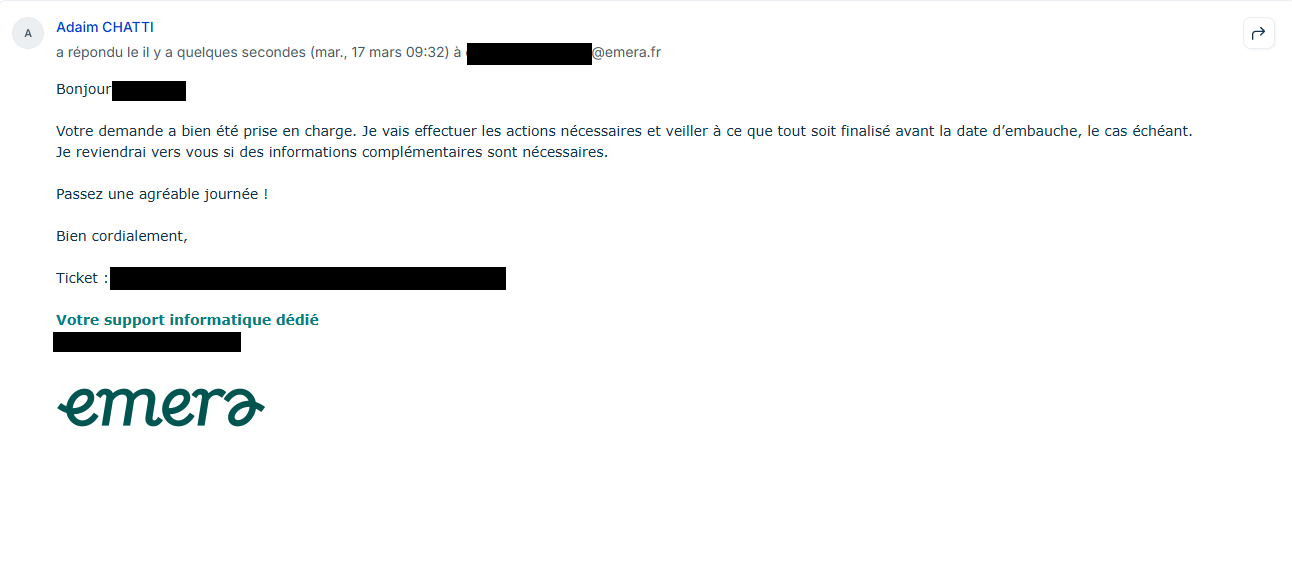 A
Adaim CHATTI
a répondu le il y a quelques secondes (mar., 17 mars 09:32) à @emera.fr
Bonjour
Votre demande a bien été prise en charge. Je vais effectuer les actions nécessaires et veiller à ce que tout soit finalisé avant la date d’embauche, le cas échéant.
Je reviendrai vers vous si des informations complémentaires sont nécessaires.
Passez une agréable journée !
Bien cordialement,
Ticket :
Votre support informatique dédié
emera